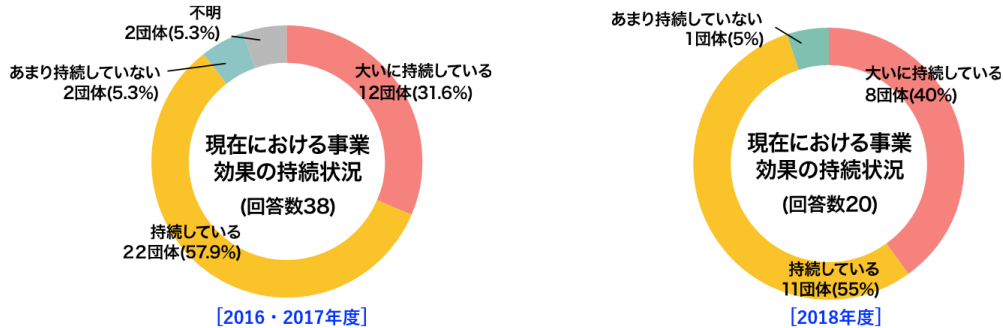 不明
2団体(5.3%)
あまり持続していない
2団体(5.3%)
大いに持続している
12団体(31.6%)
現在における事業
効果の持続状況
(回答数38)
持続している
22団体(57.9%)
[2016・2017年度]
あまり持続していない
1団体(5%)
大いに持続している
8団体(40%)
現在における事業
効果の持続状況
(回答数20)
持続している
11団体(55%)
[2018年度]